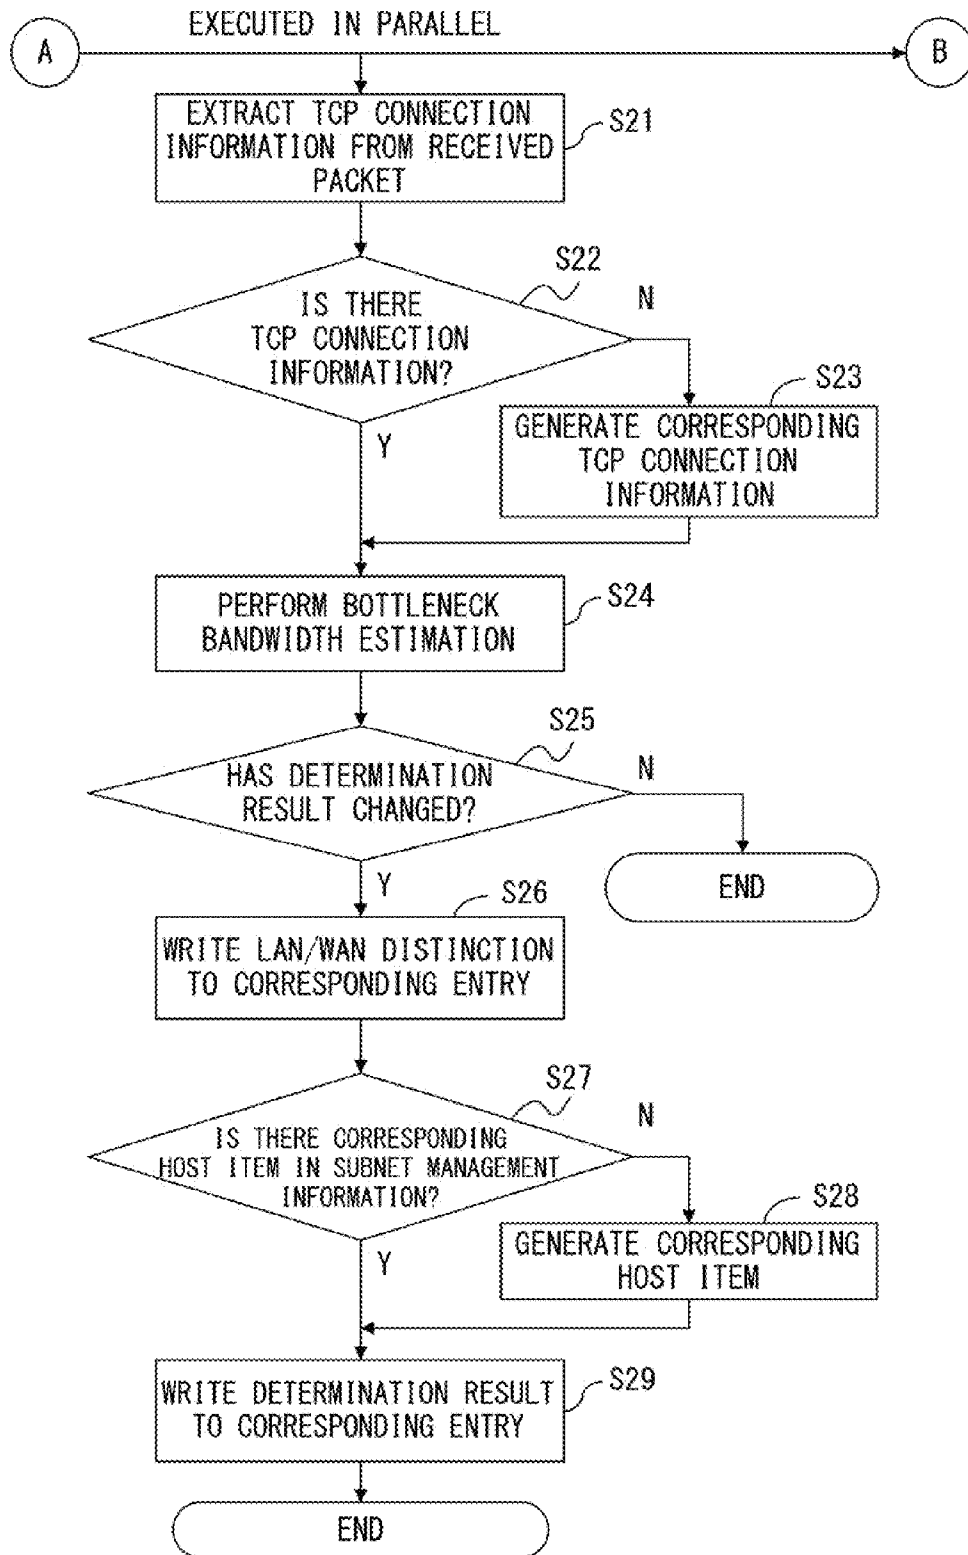 EXECUTED IN PARALLEL
A
B
EXTRACT TCP CONNECTION
INFORMATION FROM RECEIVED
PACKET
S21
S22
IS THERE
TCP CONNECTION
INFORMATION?
N
Y
S23
GENERATE CORRESPONDING
TCP CONNECTION
INFORMATION
PERFORM BOTTLENECK
BANDWIDTH ESTIMATION
S24
S25
HAS DETERMINATION
RESULT CHANGED?
N
END
Y
S26
WRITE LAN/WAN DISTINCTION
TO CORRESPONDING ENTRY
S27
IS THERE CORRESPONDING
HOST ITEM IN SUBNET MANAGEMENT
INFORMATION?
N
Y
S28
GENERATE CORRESPONDING
HOST ITEM
WRITE DETERMINATION RESULT
TO CORRESPONDING ENTRY
S29
END